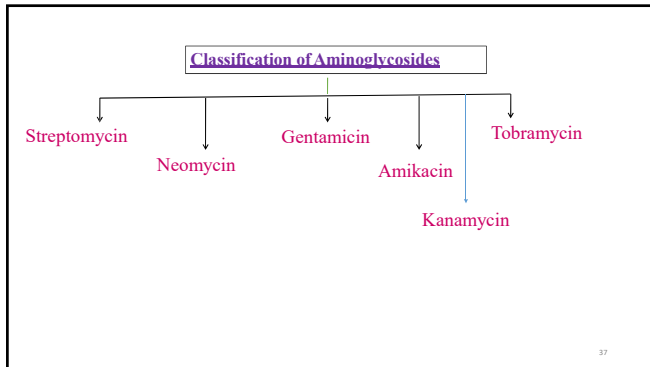 Classification of Aminoglycosides
Streptomycin
Neomycin
Gentamicin
Amikacin
Tobramycin
Kanamycin
37